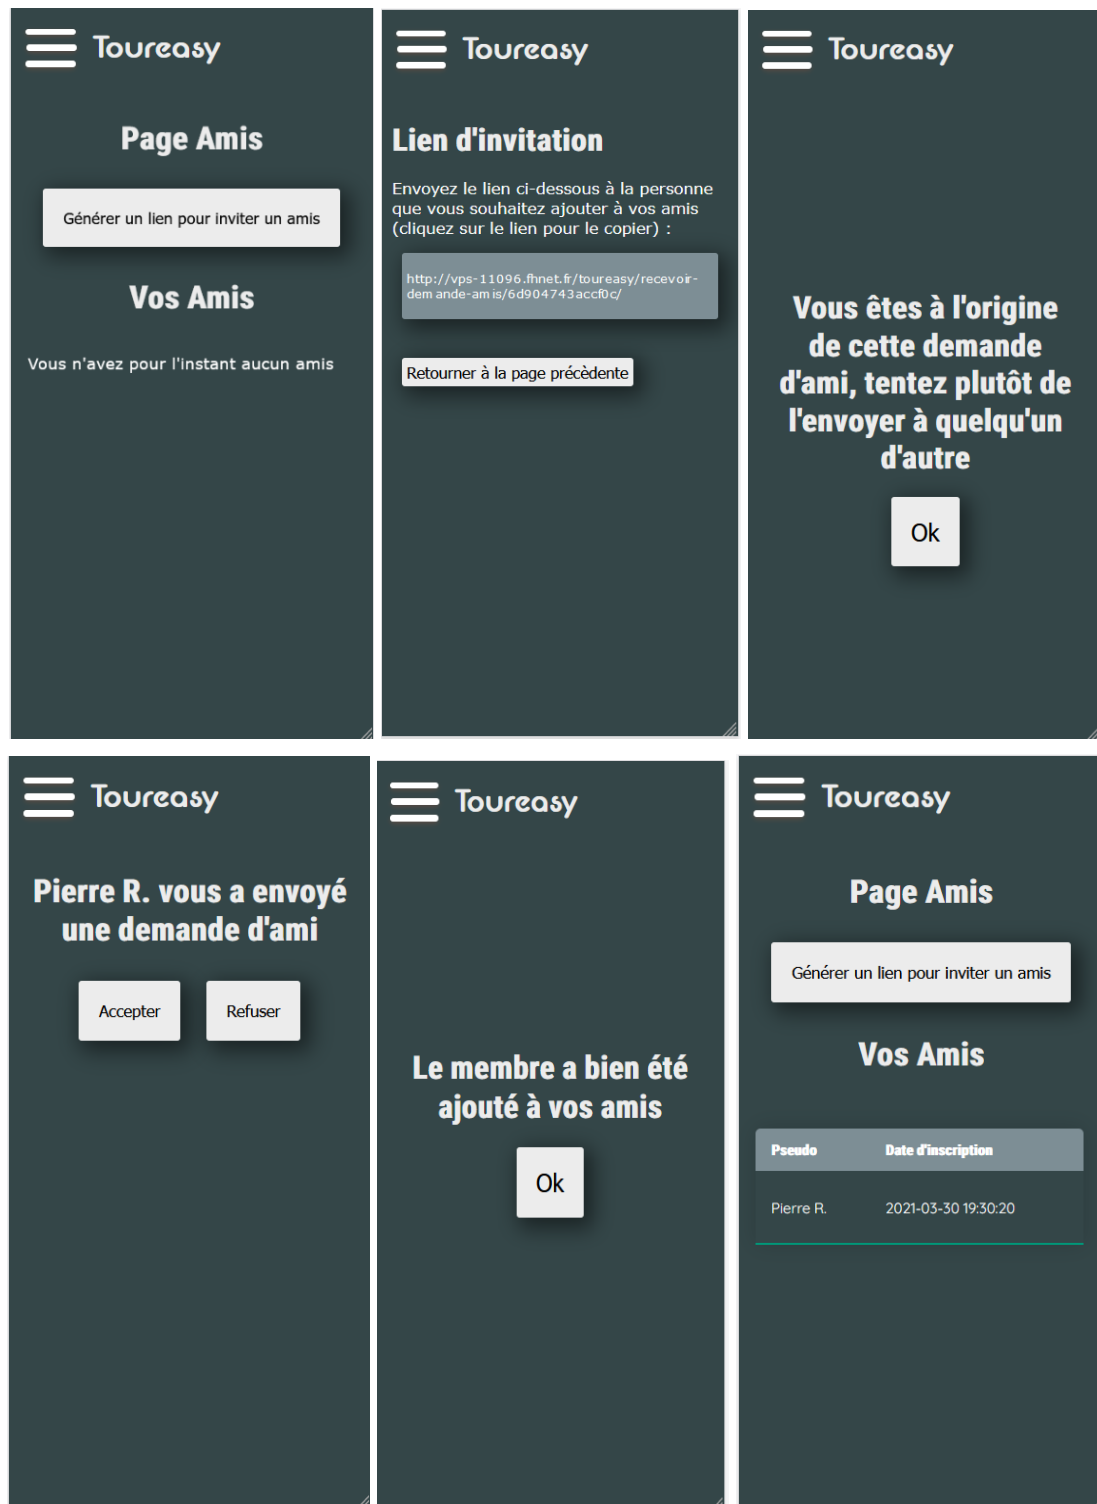 Toureasy
Page Amis
Générer un lien pour inviter un amis
Vos Amis
Vous n'avez pour l'instant aucun amis
Toureasy
Lien d'invitation
Envoyez le lien ci-dessous à la personne
que vous souhaitez ajouter à vos amis
(cliquez sur le lien pour le copier) :
http://vps-11096.fhnet.fr/toureasy/recevoir-
demande-amis/6d904743accf0c/
Retourner à la page précèdente
Toureasy
Vous êtes à l'origine
de cette demande
d'ami, tentez plutôt de
l'envoyer à quelqu'un
d'autre
Ok
Toureasy
Pierre R. vous a envoyé
une demande d'ami
Accepter Refuser
Toureasy
Le membre a bien été
ajouté à vos amis
Ok
Toureasy
Page Amis
Générer un lien pour inviter un amis
Vos Amis
Pseudo Date d'inscription
Pierre R. 2021-03-30 19:30:20